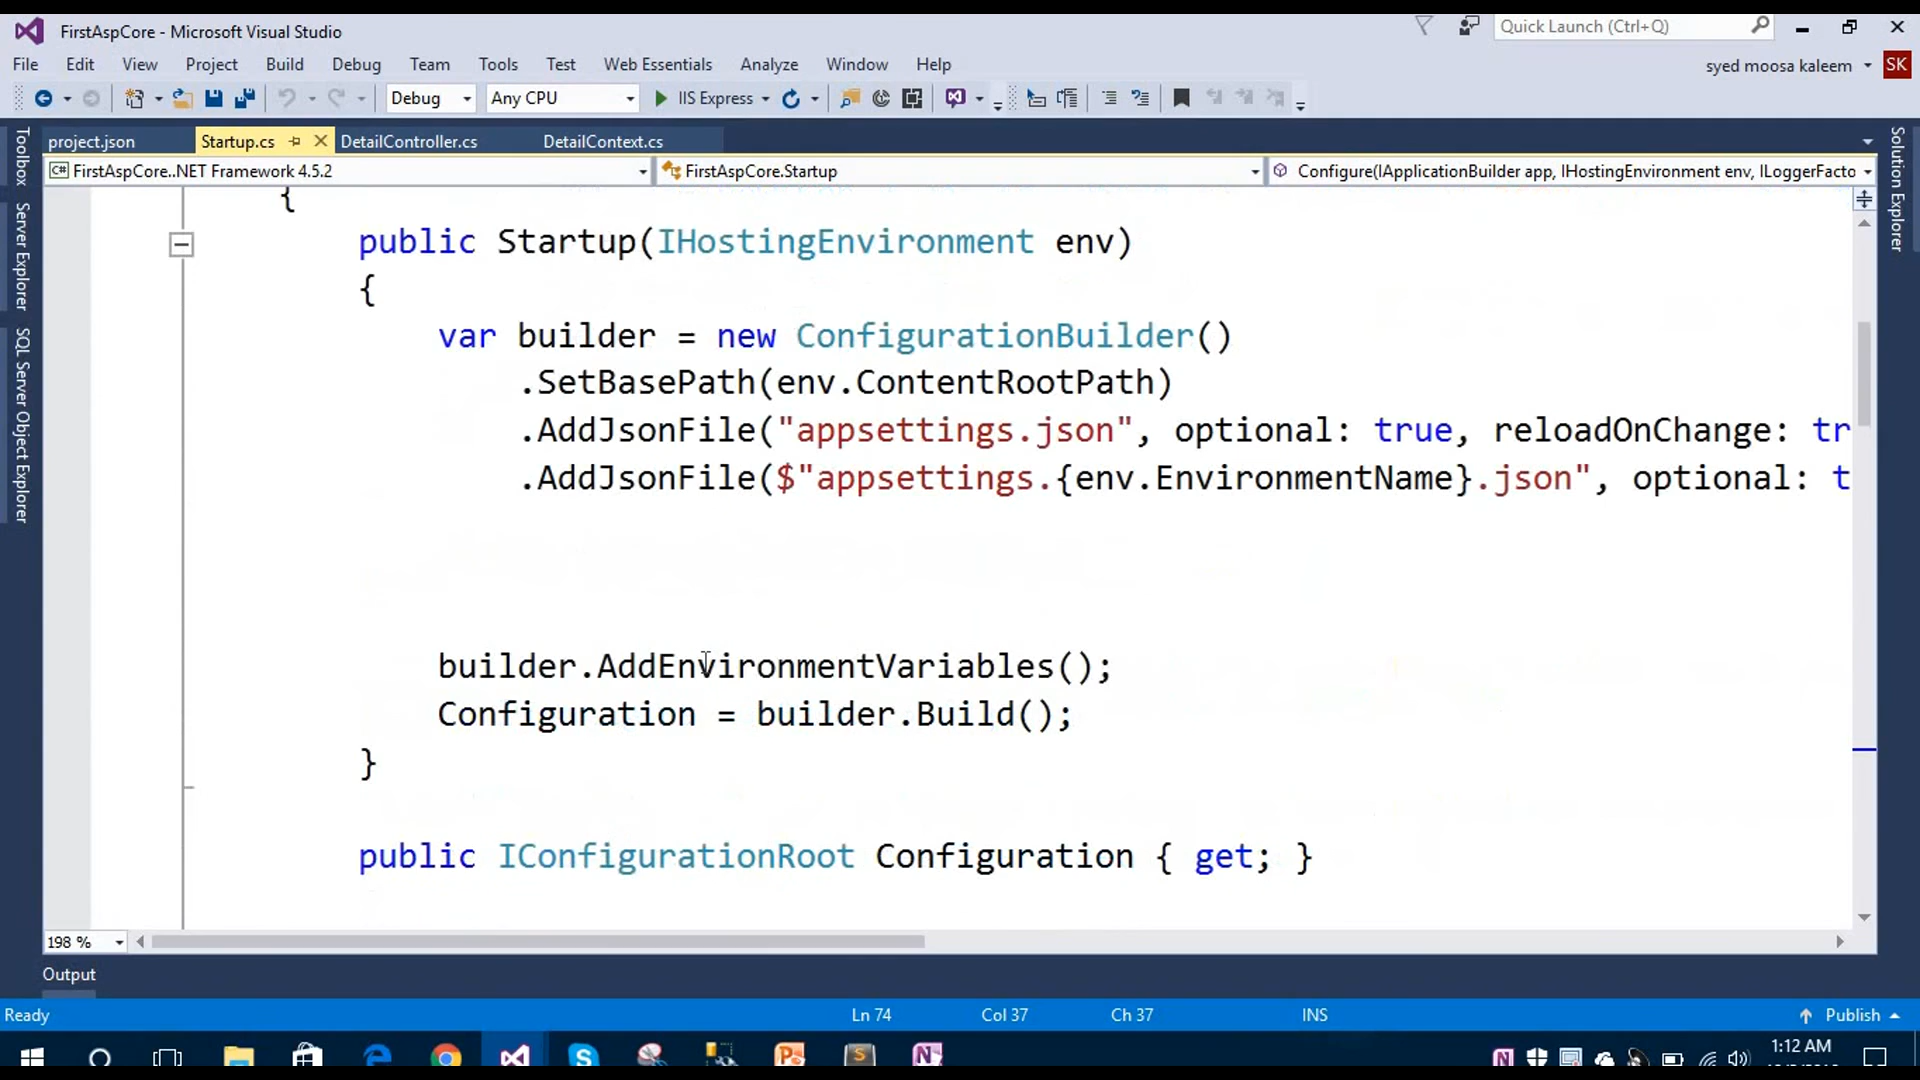 FirstAspCore - Microsoft Visual Studio
Quick Launch (Ctrl+Q)
File Edit View Project Build Debug Team Tools Test Web Essentials Analyze Window Help
syed moosa kaleem SK
Debug Any CPU IIS Express
project.json Startup.cs DetailController.cs DetailContext.cs
FirstAspCore..NET Framework 4.5.2 FirstAspCore.Startup Configure(IApplicationBuilder app, IHostingEnvironment env, ILoggerFacto
Toolbox
Server Explorer
SQL Server Object Explorer
Solution Explorer
{
public Startup(IHostingEnvironment env)
{
var builder = new ConfigurationBuilder()
.SetBasePath(env.ContentRootPath)
.AddJsonFile("appsettings.json", optional: true, reloadOnChange: tr
.AddJsonFile($"appsettings.{env.EnvironmentName}.json", optional: t
builder.AddEnvironmentVariables();
Configuration = builder.Build();
}
public IConfigurationRoot Configuration { get; }
198 %
Output
Ready Ln 74 Col 37 Ch 37 INS Publish
1:12 AM